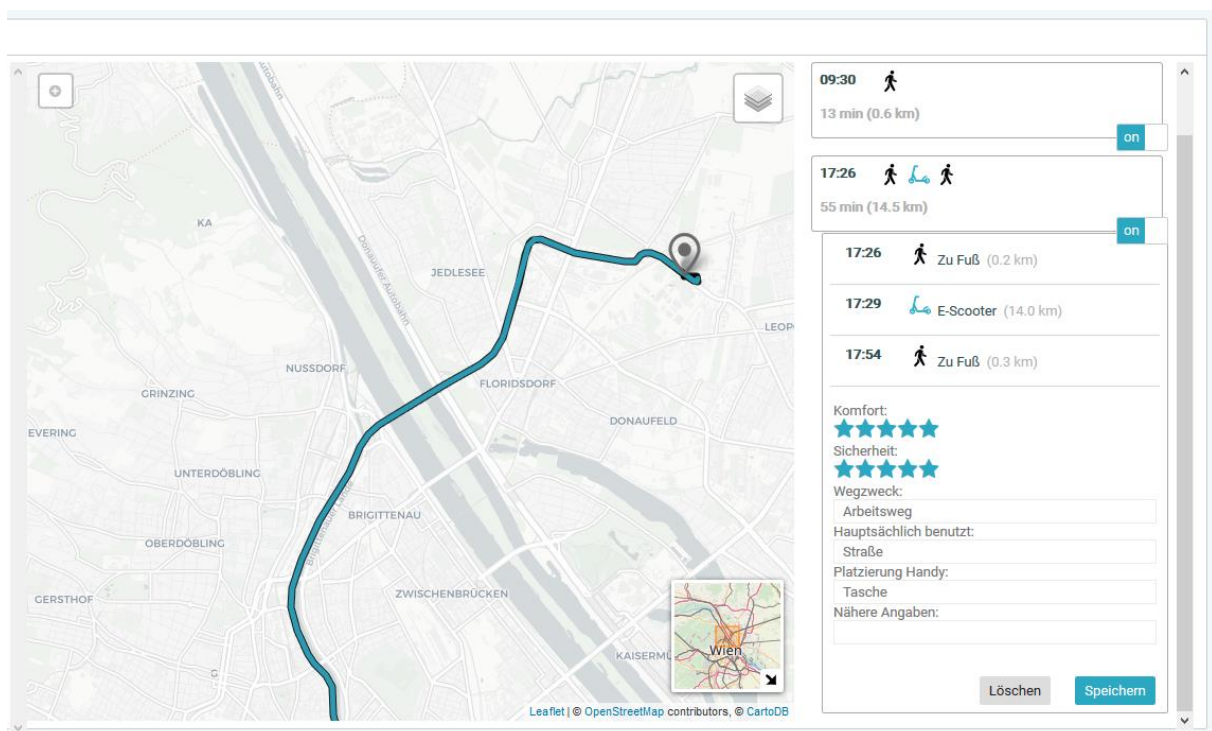 09:30
13 min (0.6 km)
on
17:26
55 min (14.5 km)
on
17:26 Zu Fuß (0.2 km)
17:29 E-Scooter (14.0 km)
17:54 Zu Fuß (0.3 km)
Komfort:
Sicherheit:
Wegzweck:
Arbeitsweg
Hauptsächlich benutzt:
Straße
Platzierung Handy:
Tasche
Nähere Angaben:
Löschen Speichern
KA
Donauufer Autobahn
JEDLESEE
LEOP
NUSSDORF
FLORIDSDORF
GRINZING
DONAUFELD
EVERING
UNTERDÖBLING
BRIGITTENAU
Brigittenauer Lände
OBERDÖBLING
GERSTHOF
ZWISCHENBRÜCKEN
KAISERMÜ
Wien
G
Leaflet | © OpenStreetMap contributors, © CartoDB